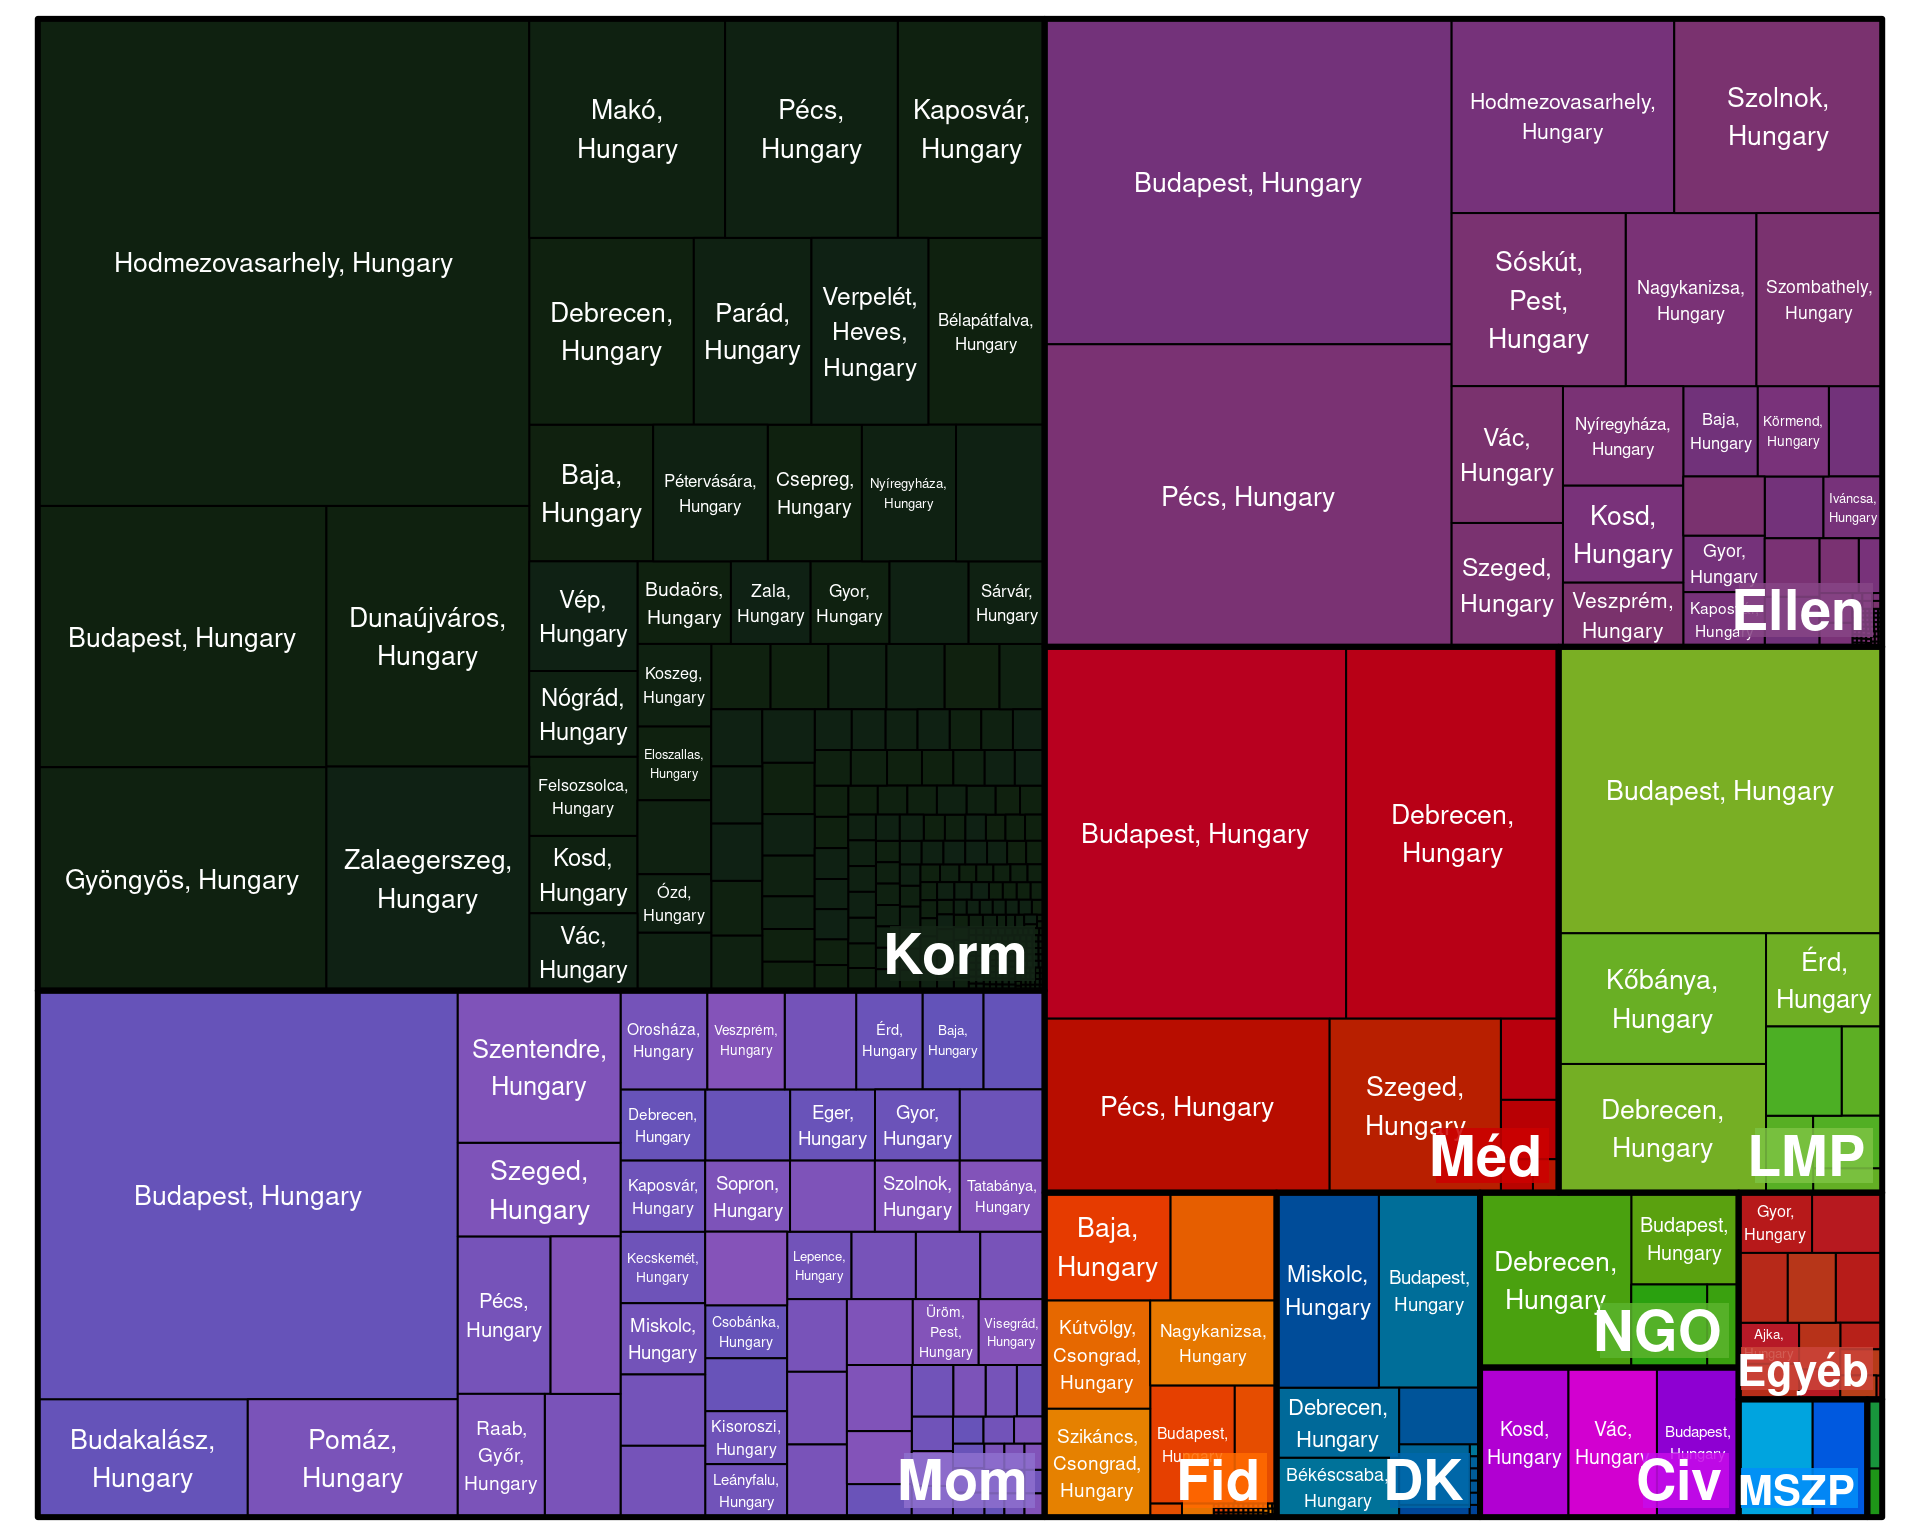 Hodmezovasarhely, Hungary
Budapest, Hungary
Dunaújváros,
Hungary
Gyöngyös, Hungary
Zalaegerszeg,
Hungary
Makó,
Hungary
Pécs,
Hungary
Kaposvár,
Hungary
Debrecen,
Hungary
Parád,
Hungary
Verpelét,
Heves,
Hungary
Bélapátfalva,
Hungary
Baja,
Hungary
Pétervására,
Hungary
Csepreg,
Hungary
Nyíregyháza,
Hungary
Vép,
Hungary
Nógrád,
Hungary
Felsozsolca,
Hungary
Kosd,
Hungary
Vác,
Hungary
Budaörs,
Hungary
Zala,
Hungary
Gyor,
Hungary
Sárvár,
Hungary
Koszeg,
Hungary
Eloszallas,
Hungary
Ózd,
Hungary
Korm
Budapest, Hungary
Pécs, Hungary
Hodmezovasarhely,
Hungary
Szolnok,
Hungary
Sóskút,
Pest,
Hungary
Nagykanizsa,
Hungary
Szombathely,
Hungary
Vác,
Hungary
Szeged,
Hungary
Nyíregyháza,
Hungary
Kosd,
Hungary
Veszprém,
Hungary
Baja,
Hungary
Körmend,
Hungary
Iváncsa,
Hungary
Gyor,
Hungary
Kaposvár,
Hungary
Ellen
Budapest, Hungary
Budakalász,
Hungary
Pomáz,
Hungary
Szentendre,
Hungary
Szeged,
Hungary
Pécs,
Hungary
Raab,
Győr,
Hungary
Orosháza,
Hungary
Veszprém,
Hungary
Érd,
Hungary
Baja,
Hungary
Debrecen,
Hungary
Eger,
Hungary
Gyor,
Hungary
Kaposvár,
Hungary
Sopron,
Hungary
Szolnok,
Hungary
Tatabánya,
Hungary
Kecskemét,
Hungary
Lepence,
Hungary
Miskolc,
Hungary
Csobánka,
Hungary
Üröm,
Pest,
Hungary
Visegrád,
Hungary
Kisoroszi,
Hungary
Leányfalu,
Hungary
Mom
Budapest, Hungary
Debrecen,
Hungary
Pécs, Hungary
Szeged,
Hungary
Méd
Budapest, Hungary
Kőbánya,
Hungary
Érd,
Hungary
Debrecen,
Hungary
LMP
Baja,
Hungary
Kútvölgy,
Csongrad,
Hungary
Nagykanizsa,
Hungary
Szikáncs,
Csongrad,
Hungary
Budapest,
Hungary
Fid
Miskolc,
Hungary
Budapest,
Hungary
Debrecen,
Hungary
Békéscsaba,
Hungary
DK
Debrecen,
Hungary
Budapest,
Hungary
NGO
Kosd,
Hungary
Vác,
Hungary
Budapest,
Hungary
Civ
Gyor,
Hungary
Ajka,
Hungary
Egyéb
MSZP